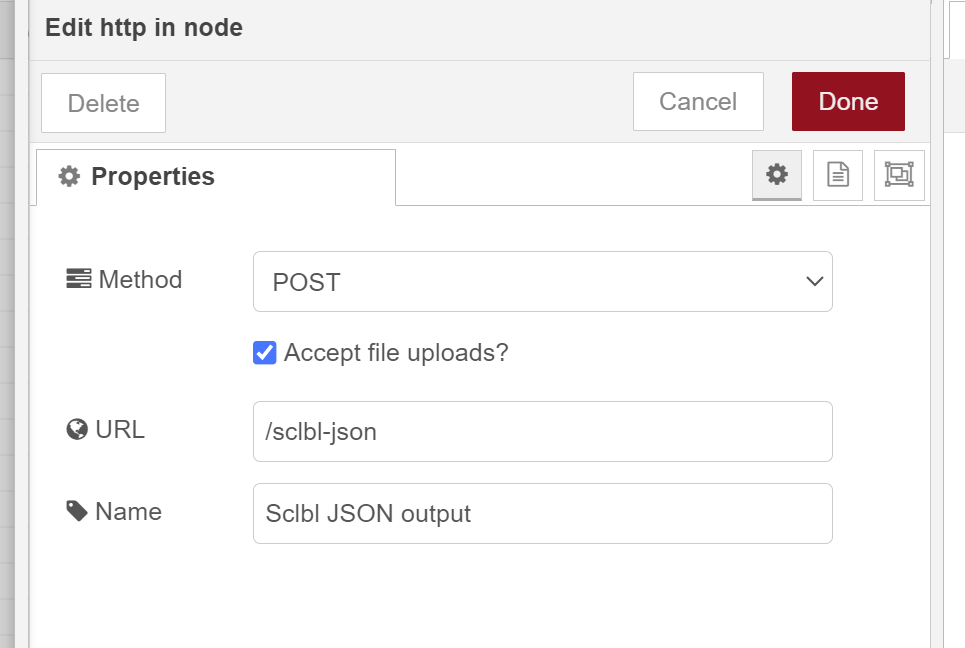 Edit http in node
Delete
Cancel
Done
Properties
Method
POST
Accept file uploads?
URL
/sclbl-json
Name
Sclbl JSON output